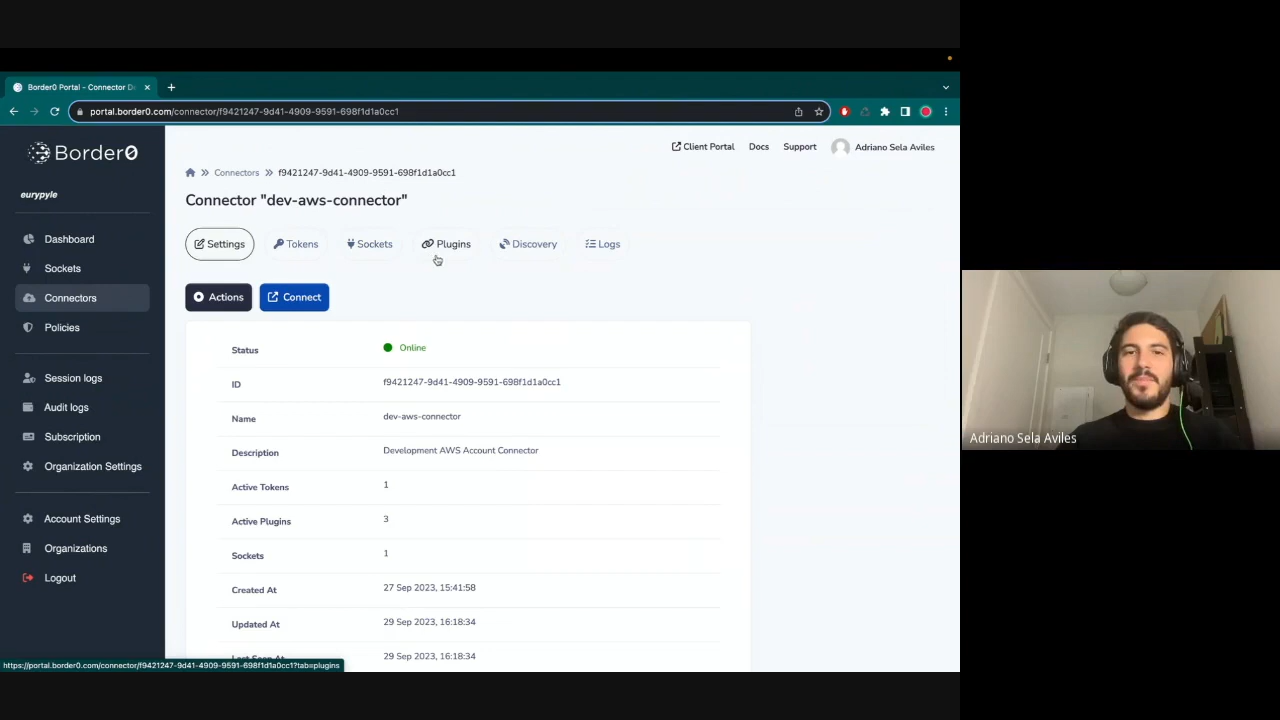 Border0 Portal - Connector D
portal.border0.com/connector/f9421247-9d41-4909-9591-698f1d1a0cc1
Border0
eurypyle
Dashboard
Sockets
Connectors
Policies
Session logs
Audit logs
Subscription
Organization Settings
Account Settings
Organizations
Logout
Client Portal Docs Support Adriano Sela Aviles
Connectors f9421247-9d41-4909-9591-698f1d1a0cc1
Connector "dev-aws-connector"
Settings Tokens Sockets Plugins Discovery Logs
Actions Connect
Status Online
ID f9421247-9d41-4909-9591-698f1d1a0cc1
Name dev-aws-connector
Description Development AWS Account Connector
Active Tokens 1
Active Plugins 3
Sockets 1
Created At 27 Sep 2023, 15:41:58
Updated At 29 Sep 2023, 16:18:34
Last Seen At 29 Sep 2023, 16:18:34
https://portal.border0.com/connector/f9421247-9d41-4909-9591-698f1d1a0cc1?tab=plugins
Adriano Sela Aviles